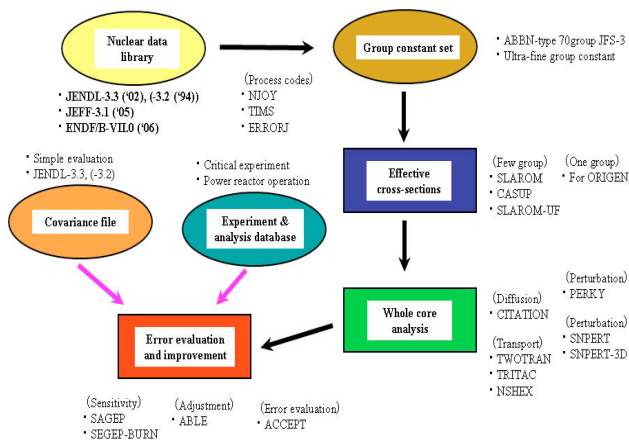 Nuclear data
library
Group constant set
• ABBN-type 70group JFS-3
• Ultra-fine group constant
• JENDL-3.3 (‘02), (-3.2 (‘94))
• JEFF-3.1 (‘05)
• ENDF/B-VII.0 (‘06)
(Process codes)
• NJOY
• TIMS
• ERRORJ
• Simple evaluation
• JENDL-3.3, (-3.2)
• Critical experiment
• Power reactor operation
Effective
cross-sections
(Few group)
• SLAROM
• CASUP
• SLAROM-UF
(One group)
• For ORIGEN
Covariance file
Experiment &
analysis database
Whole core
analysis
(Diffusion)
• CITATION
(Perturbation)
• PERKY
(Transport)
• TWOTRAN
• TRITAC
• NSHEX
(Perturbation)
• SNPERT
• SNPERT-3D
Error evaluation
and improvement
(Sensitivity)
• SAGEP
• SEGEP-BURN
(Adjustment)
• ABLE
(Error evaluation)
• ACCEPT